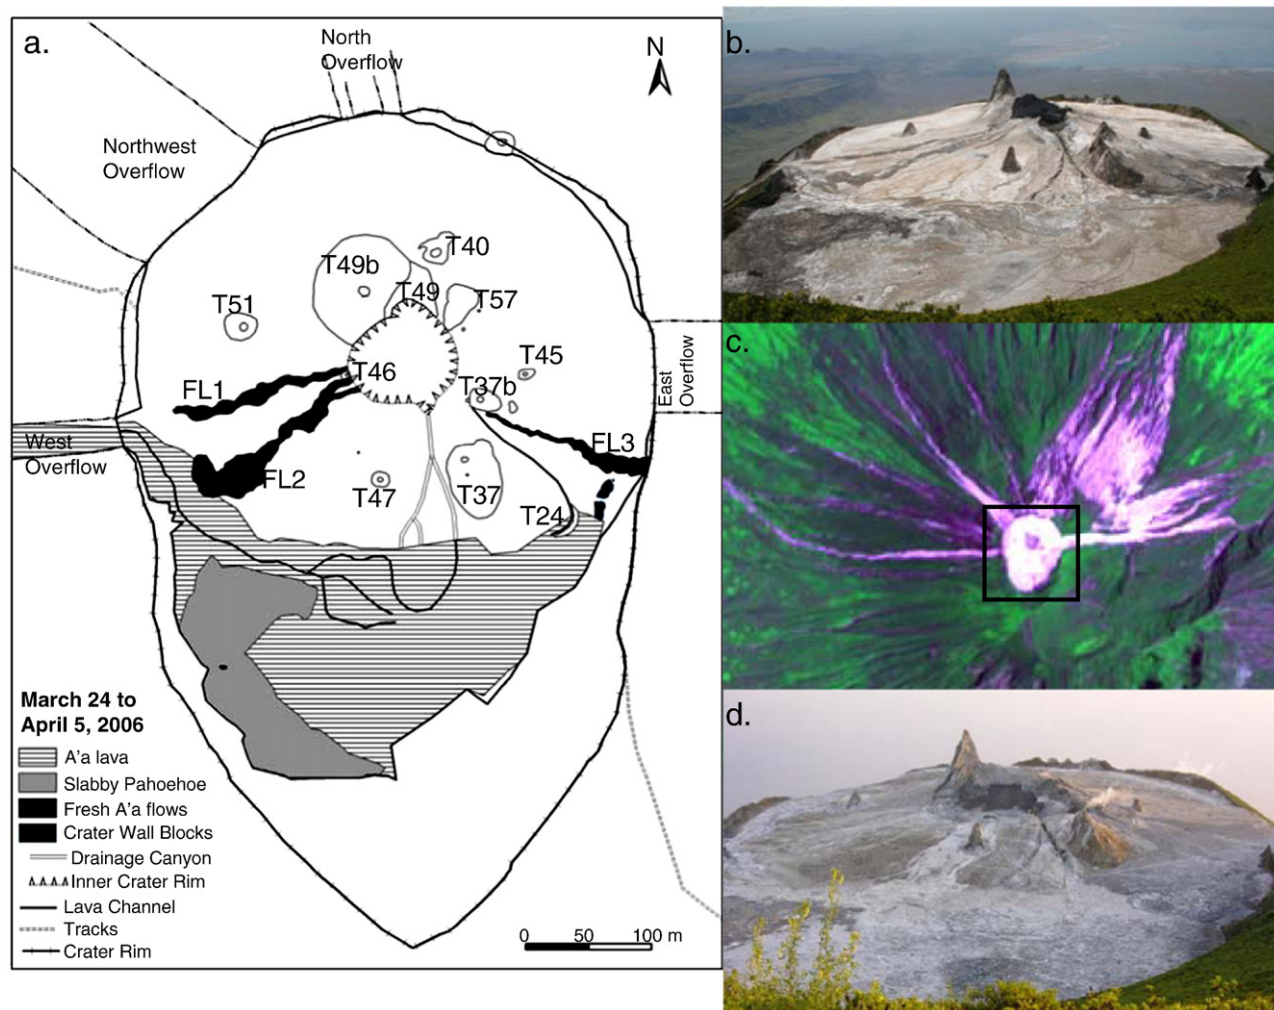 a.
North
Overflow
N
Northwest
Overflow
T40
T49b
T49
T57
T51
T45
T46
T37b
FL1
East
Overflow
FL3
West
Overflow
FL2
T47
T37
T24
March 24 to
April 5, 2006
A'a lava
Slabby Pahoehoe
Fresh A'a flows
Crater Wall Blocks
Drainage Canyon
Inner Crater Rim
Lava Channel
Tracks
Crater Rim
0 50 100 m
b.
c.
d.